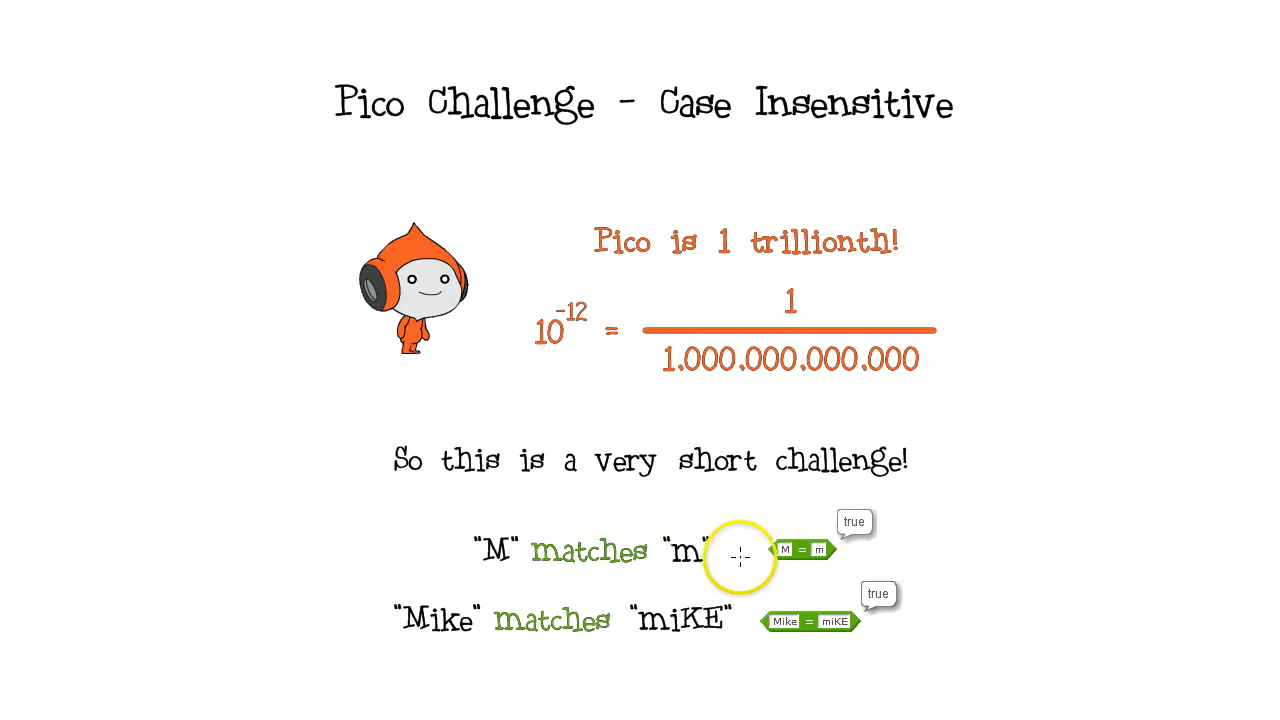 Pico Challenge - Case Insensitive
Pico is 1 trillionth!
1
10^-12 =
1.000.000.000.000
So this is a very short challenge!
true
"M" matches "m" M = m
true
"Mike" matches "miKE" Mike = miKE